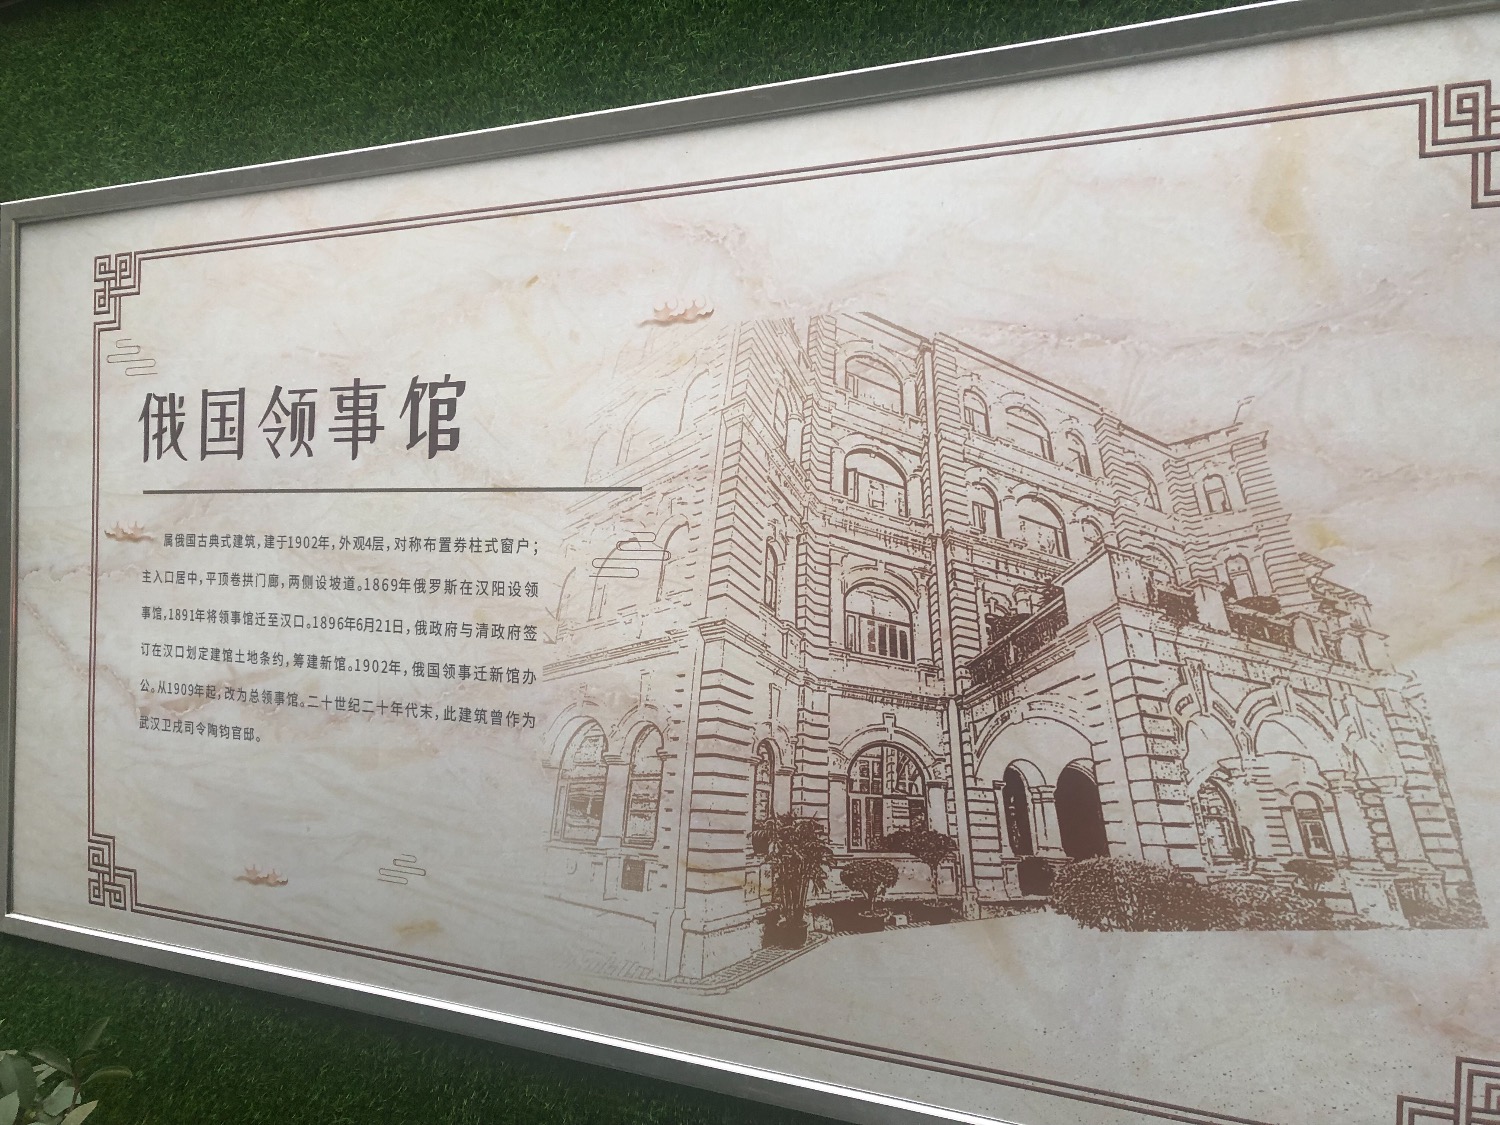 俄国领事馆
属俄国古典式建筑，建于1902年，外观4层，对称布置券柱式窗户；
主入口居中，平顶卷拱门廊，两侧设坡道。1869年俄罗斯在汉阳设领
事馆，1891年将领事馆迁至汉口。1896年6月21日，俄政府与清政府签
订在汉口划定建馆土地条约，筹建新馆。1902年，俄国领事迁新馆办
公。从1909年起，改为总领事馆。二十世纪二十年代末，此建筑曾作为
武汉卫戍司令陶钧官邸。